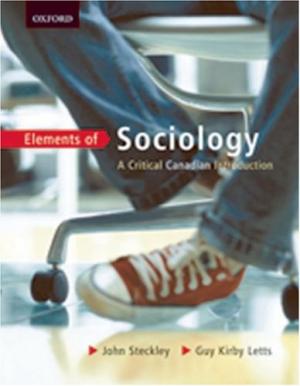 OXFORD
Elements of Sociology
A Critical Canadian Introduction
John Steckley Guy Kirby Letts